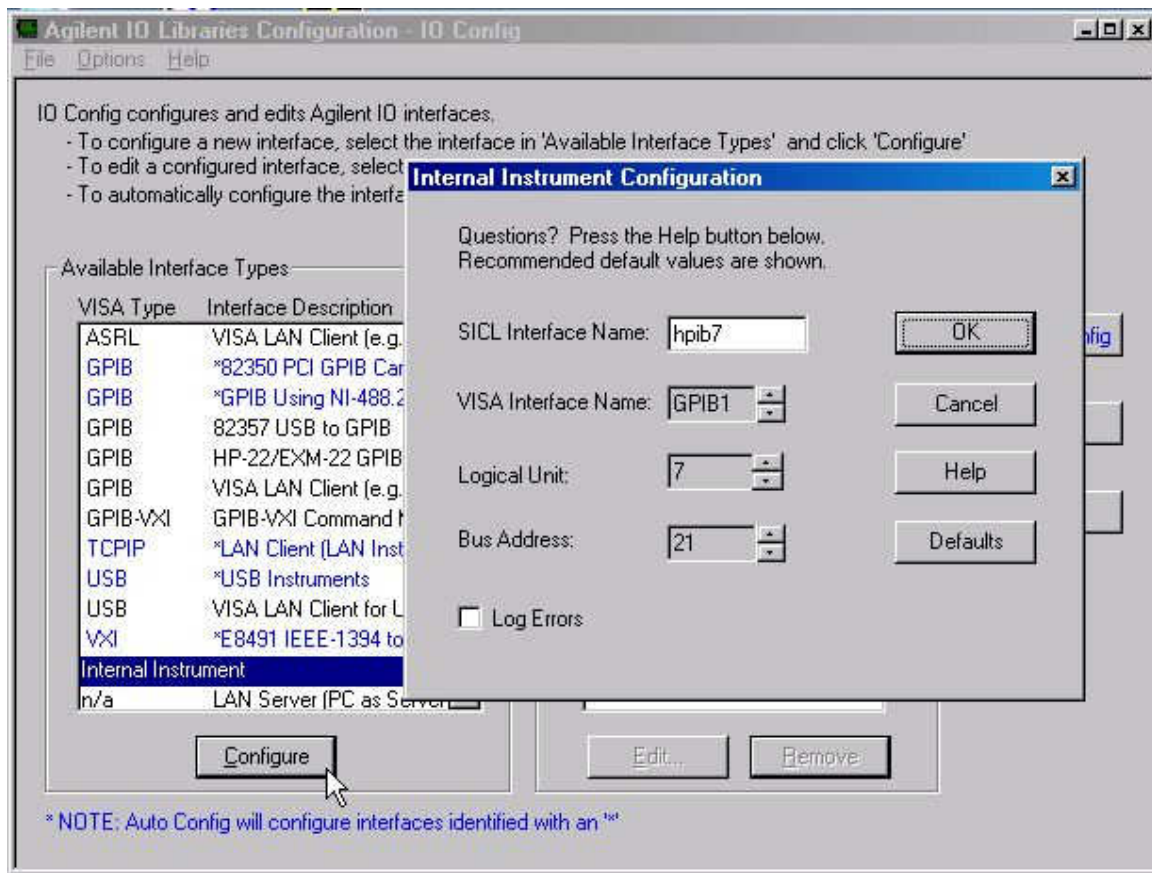 Agilent IO Libraries Configuration - IO Config
File Options Help
IO Config configures and edits Agilent IO interfaces.
- To configure a new interface, select the interface in 'Available Interface Types' and click 'Configure'
- To edit a configured interface, select
- To automatically configure the interfa
Available Interface Types
VISA Type Interface Description
ASRL VISA LAN Client (e.g.
GPIB *82350 PCI GPIB Car
GPIB *GPIB Using NI-488.2
GPIB 82357 USB to GPIB
GPIB HP-22/EXM-22 GPIB
GPIB VISA LAN Client (e.g.
GPIB-VXI GPIB-VXI Command
TCPIP *LAN Client (LAN Inst
USB *USB Instruments
USB VISA LAN Client for U
VXI *E8491 IEEE-1394 to
Internal Instrument
n/a LAN Server (PC as Server
Configure
Internal Instrument Configuration
Questions? Press the Help button below.
Recommended default values are shown.
SICL Interface Name: hpib7
OK
VISA Interface Name: GPIB1
Cancel
Logical Unit: 7
Help
Bus Address: 21
Defaults
Log Errors
nfig
Edit...
Remove
* NOTE: Auto Config will configure interfaces identified with an '*'